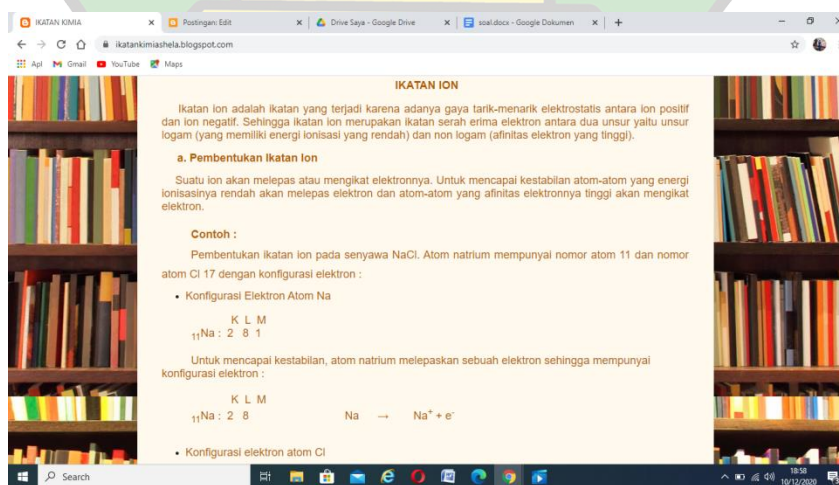 IKATAN KIMIA
Postingan: Edit
Drive Saya - Google Drive
soal.docx - Google Dokumen
ikatankimiashela.blogspot.com
Apl Gmail YouTube Maps
IKATAN ION
Ikatan ion adalah ikatan yang terjadi karena adanya gaya tarik-menarik elektrostatis antara ion positif
dan ion negatif. Sehingga ikatan ion merupakan ikatan serah erima elektron antara dua unsur yaitu unsur
logam (yang memiliki energi ionisasi yang rendah) dan non logam (afinitas elektron yang tinggi).
a. Pembentukan Ikatan Ion
Suatu ion akan melepas atau mengikat elektronnya. Untuk mencapai kestabilan atom-atom yang energi
ionisasinya rendah akan melepas elektron dan atom-atom yang afinitas elektronnya tinggi akan mengikat
elektron.
Contoh :
Pembentukan ikatan ion pada senyawa NaCl. Atom natrium mempunyai nomor atom 11 dan nomor
atom Cl 17 dengan konfigurasi elektron :
• Konfigurasi Elektron Atom Na
K L M
₁₁Na : 2 8 1
Untuk mencapai kestabilan, atom natrium melepaskan sebuah elektron sehingga mempunyai
konfigurasi elektron :
K L M
₁₁Na : 2 8 Na → Na⁺ + e⁻
• Konfigurasi elektron atom Cl
Search
18:58
10/12/2020